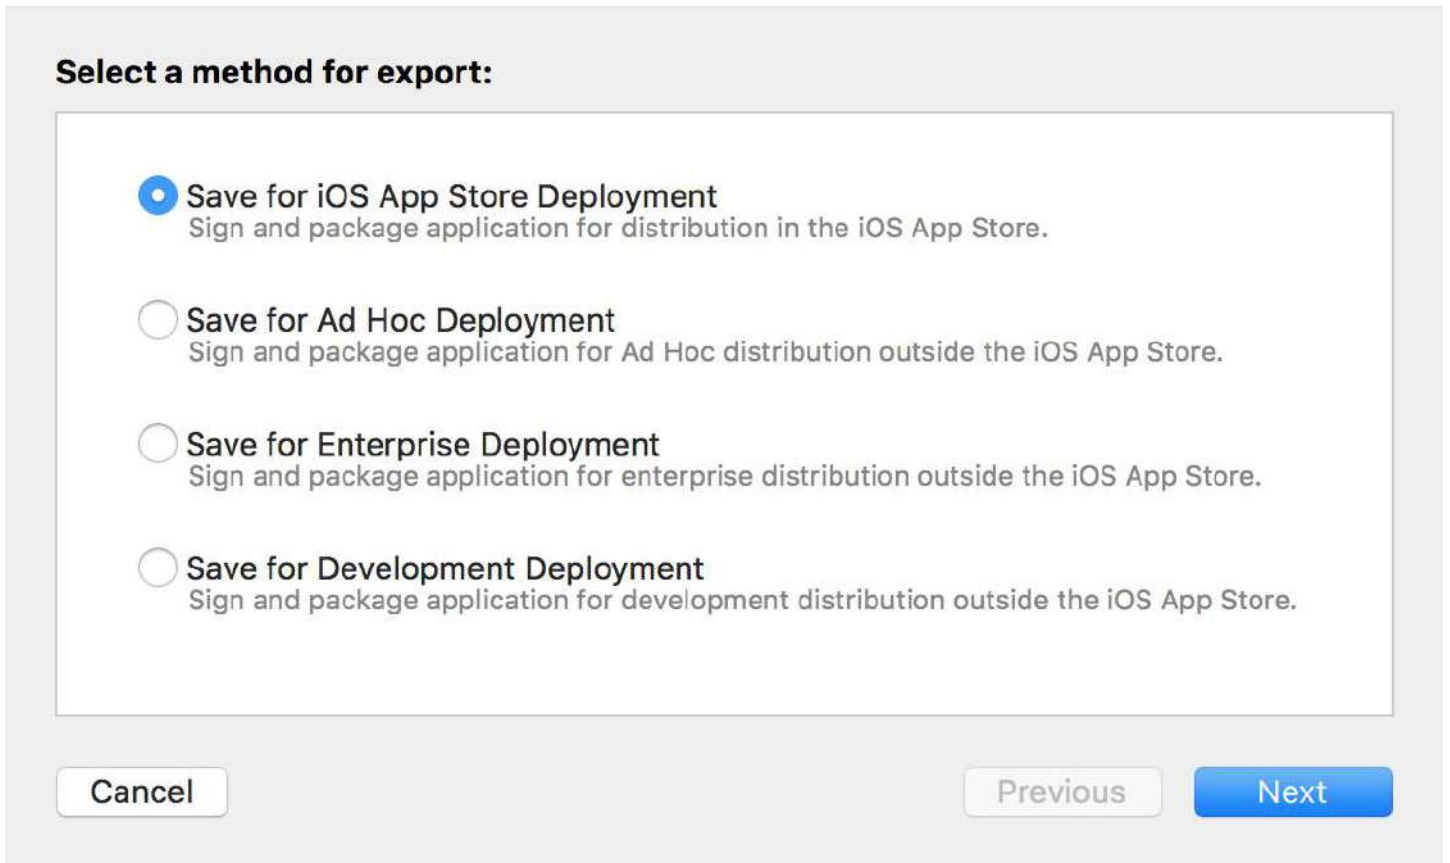 Select a method for export:
Save for iOS App Store Deployment
Sign and package application for distribution in the iOS App Store.
Save for Ad Hoc Deployment
Sign and package application for Ad Hoc distribution outside the iOS App Store.
Save for Enterprise Deployment
Sign and package application for enterprise distribution outside the iOS App Store.
Save for Development Deployment
Sign and package application for development distribution outside the iOS App Store.
Cancel
Previous
Next